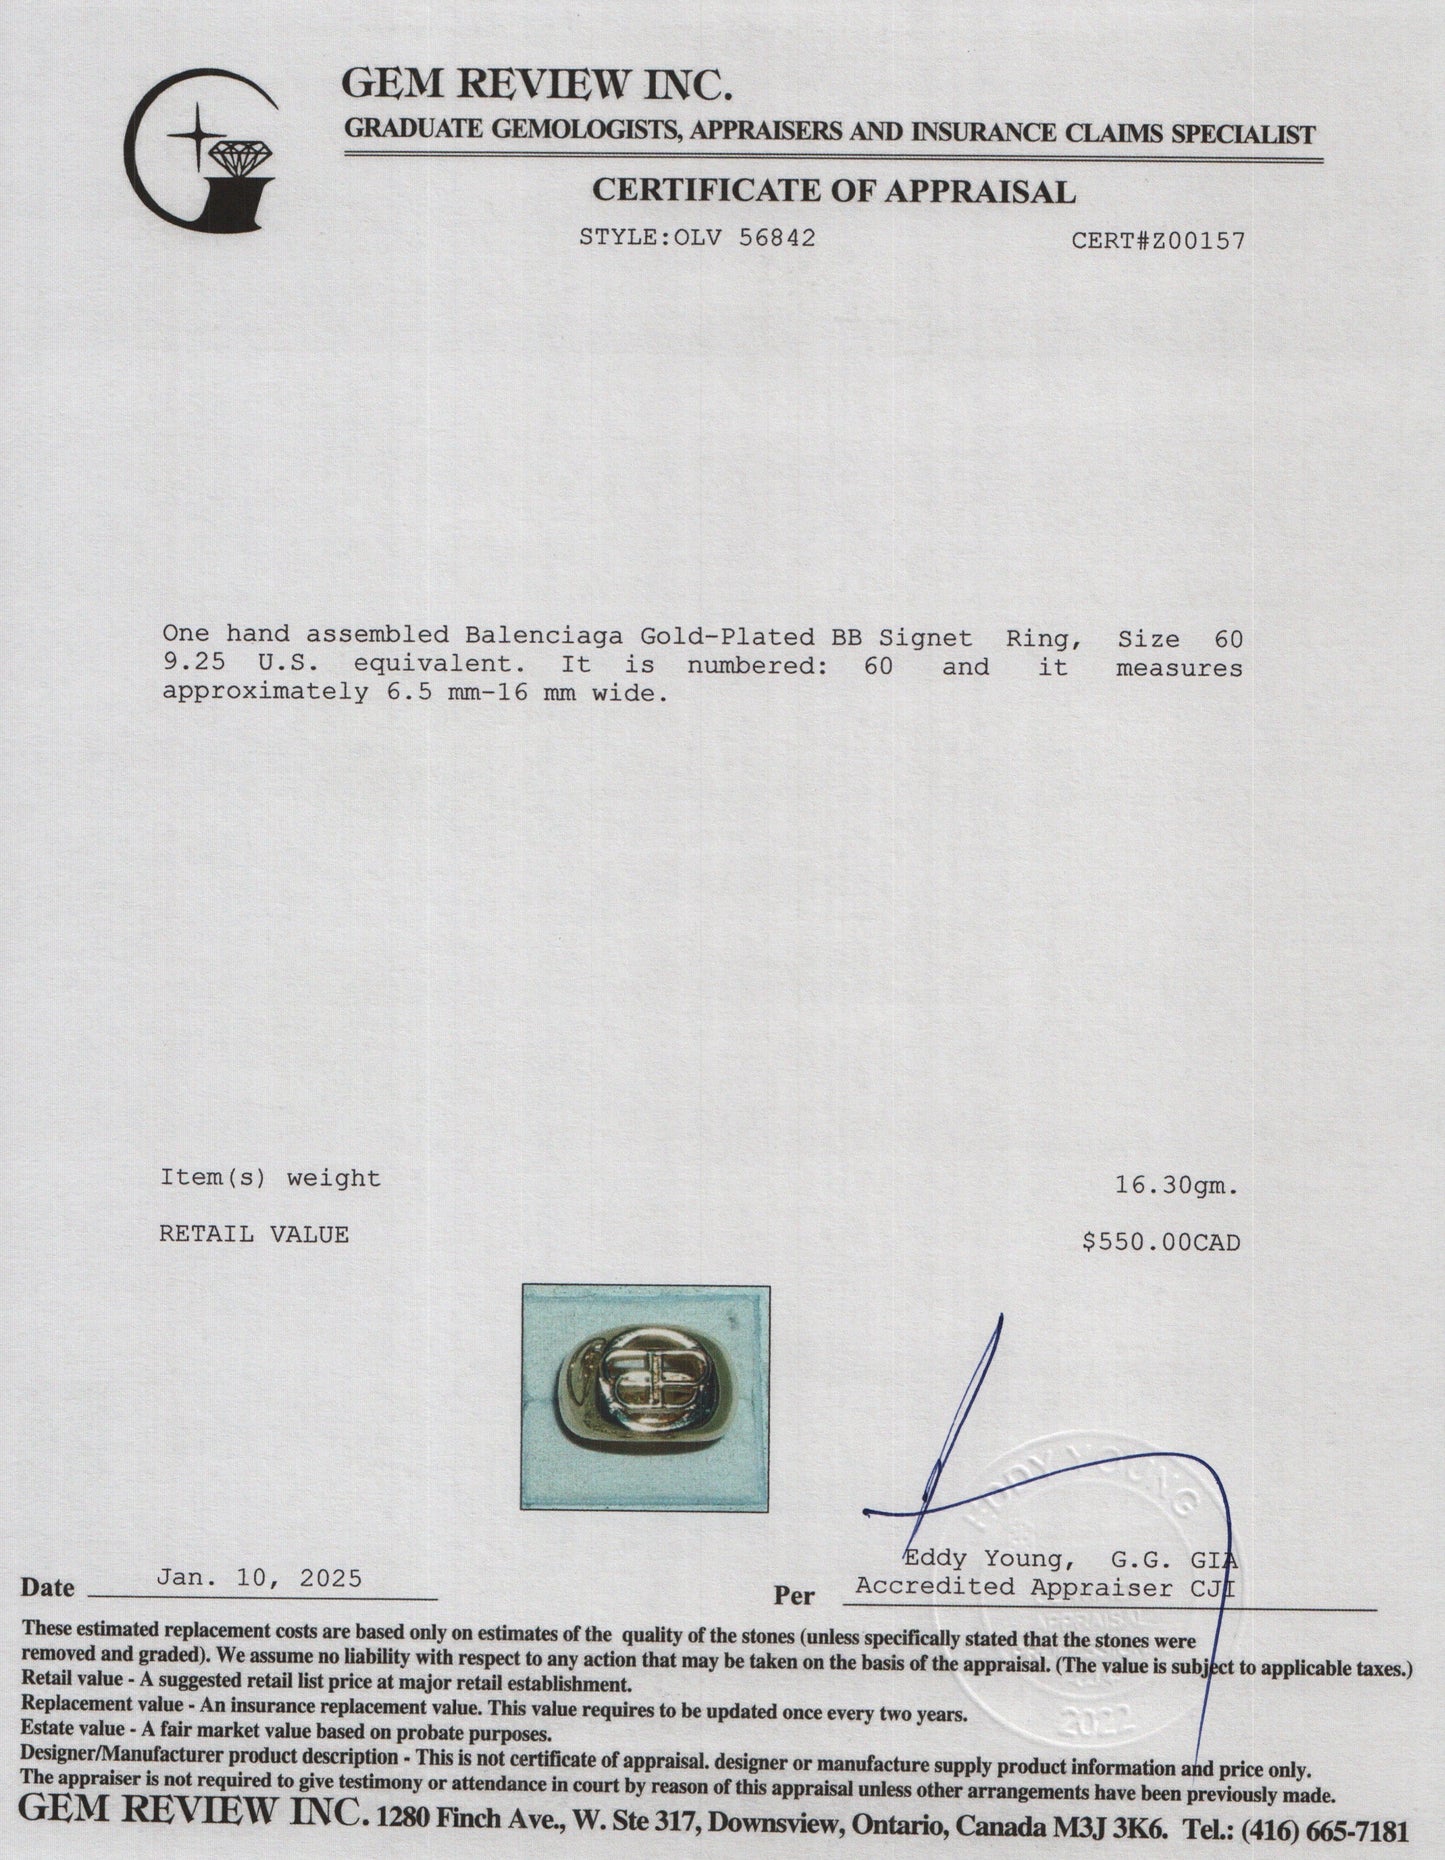 GEM REVIEW INC.
GRADUATE GEMOLOGISTS, APPRAISERS AND INSURANCE CLAIMS SPECIALIST
CERTIFICATE OF APPRAISAL
STYLE:OLV 56842 CERT#Z00157
One hand assembled Balenciaga Gold-Plated BB Signet Ring, Size 60
9.25 U.S. equivalent. It is numbered: 60 and it measures
approximately 6.5 mm-16 mm wide.
Item(s) weight 16.30gm.
RETAIL VALUE $550.00CAD
EDDY YOUNG
Eddy Young, G.G. GIA
Date Jan. 10, 2025 Per Accredited Appraiser CJI
APPRAISAL
These estimated replacement costs are based only on estimates of the quality of the stones (unless specifically stated that the stones were
removed and graded). We assume no liability with respect to any action that may be taken on the basis of the appraisal. (The value is subject to applicable taxes.)
Retail value - A suggested retail list price at major retail establishment.
Replacement value - An insurance replacement value. This value requires to be updated once every two years.
2022
Estate value - A fair market value based on probate purposes.
Designer/Manufacturer product description - This is not certificate of appraisal. designer or manufacture supply product information and price only.
The appraiser is not required to give testimony or attendance in court by reason of this appraisal unless other arrangements have been previously made.
GEM REVIEW INC. 1280 Finch Ave., W. Ste 317, Downsview, Ontario, Canada M3J 3K6. Tel.: (416) 665-7181